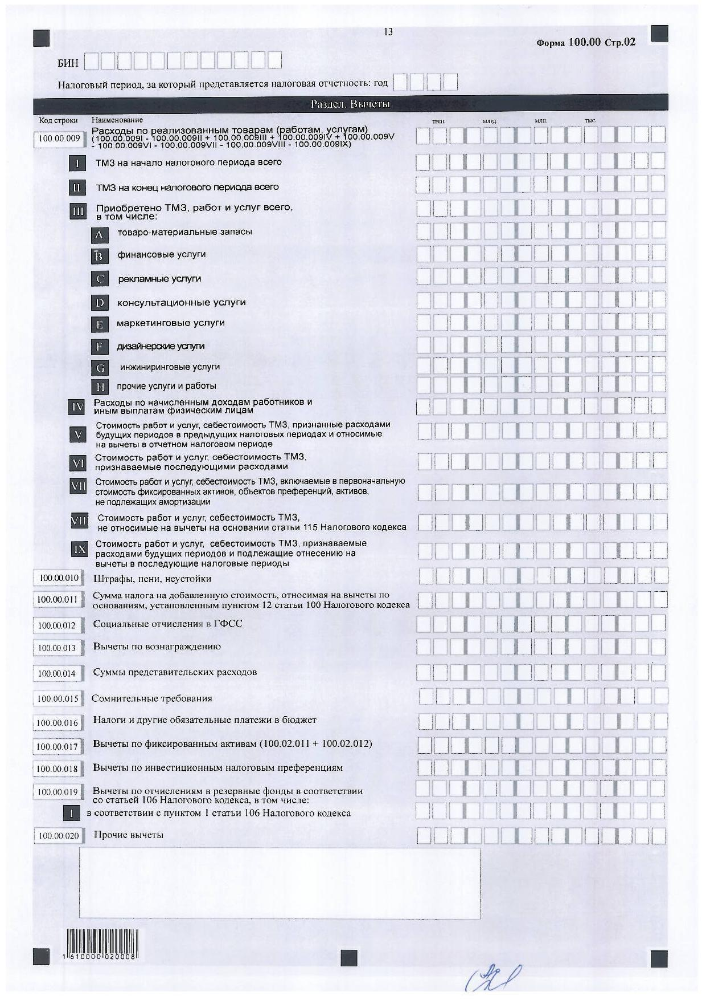 13
Форма 100.00 Стр.02
БИН
Налоговый период, за который представляется налоговая отчетность: год
Раздел. Вычеты
Код строки Наименование ТРЛН. МЛРД. МЛН. ТЫС.
100.00.009 Расходы по реализованным товарам (работам, услугам)
(100.00.009I - 100.00.009II + 100.00.009III + 100.00.009IV + 100.00.009V
- 100.00.009VI - 100.00.009VII - 100.00.009VIII - 100.00.009IX)
I ТМЗ на начало налогового периода всего
II ТМЗ на конец налогового периода всего
III Приобретено ТМЗ, работ и услуг всего,
в том числе:
A товаро-материальные запасы
B финансовые услуги
C рекламные услуги
D консультационные услуги
E маркетинговые услуги
F дизайнерские услуги
G инжиниринговые услуги
H прочие услуги и работы
IV Расходы по начисленным доходам работников и
иным выплатам физическим лицам
V Стоимость работ и услуг, себестоимость ТМЗ, признанные расходами
будущих периодов в предыдущих налоговых периодах и относимые
на вычеты в отчетном налоговом периоде
VI Стоимость работ и услуг, себестоимость ТМЗ,
признаваемые последующими расходами
VII Стоимость работ и услуг, себестоимость ТМЗ, включаемые в первоначальную
стоимость фиксированных активов, объектов преференций, активов,
не подлежащих амортизации
VIII Стоимость работ и услуг, себестоимость ТМЗ,
не относимые на вычеты на основании статьи 115 Налогового кодекса
IX Стоимость работ и услуг, себестоимость ТМЗ, признаваемые
расходами будущих периодов и подлежащие отнесению на
вычеты в последующие налоговые периоды
100.00.010 Штрафы, пени, неустойки
100.00.011 Сумма налога на добавленную стоимость, относимая на вычеты по
основаниям, установленным пунктом 12 статьи 100 Налогового кодекса
100.00.012 Социальные отчисления в ГФСС
100.00.013 Вычеты по вознаграждению
100.00.014 Суммы представительских расходов
100.00.015 Сомнительные требования
100.00.016 Налоги и другие обязательные платежи в бюджет
100.00.017 Вычеты по фиксированным активам (100.02.011 + 100.02.012)
100.00.018 Вычеты по инвестиционным налоговым преференциям
100.00.019 Вычеты по отчислениям в резервные фонды в соответствии
со статьей 106 Налогового кодекса, в том числе:
I в соответствии с пунктом 1 статьи 106 Налогового кодекса
100.00.020 Прочие вычеты
1 610000 020008